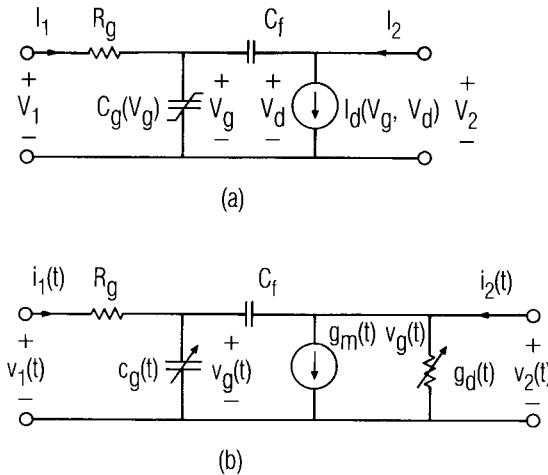 I1 Rg Cf I2
+ + + +
V1 Cg(Vg) Vg Vd Id(Vg, Vd) V2
− − − −
(a)
i1(t) Rg Cf i2(t)
+ + gm(t) vg(t) +
v1(t) cg(t) vg(t) gd(t) v2(t)
− − −
(b)